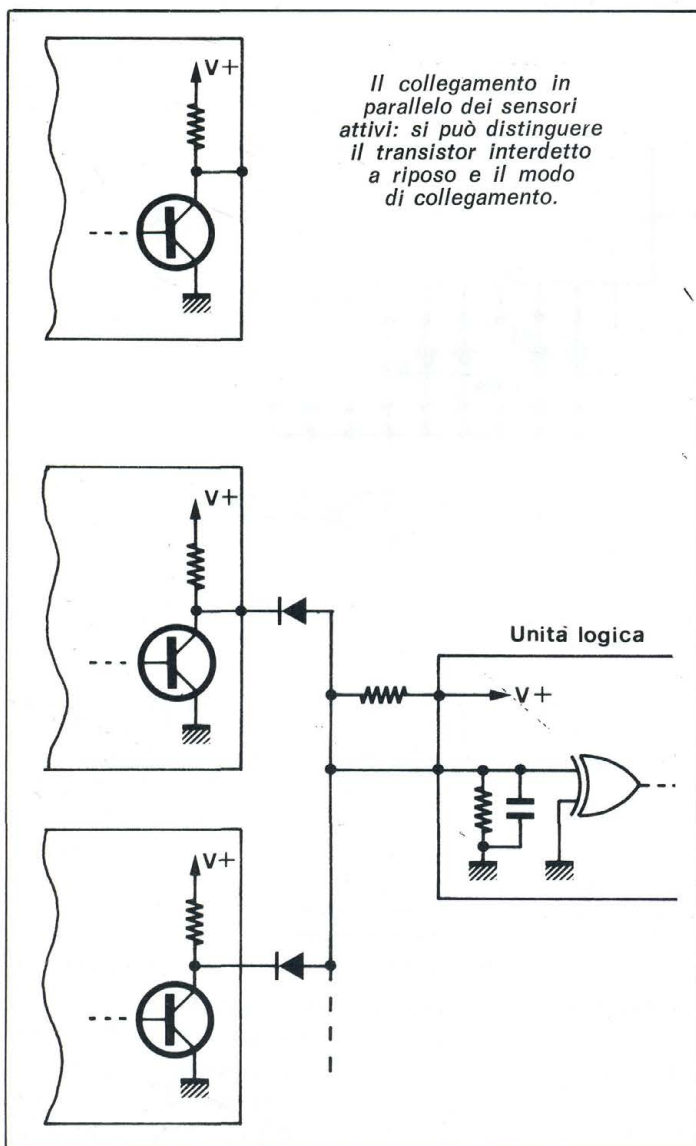 V+
Il collegamento in
parallelo dei sensori
attivi: si può distinguere
il transistor interdetto
a riposo e il modo
di collegamento.
V+
Unità logica
V+
V+